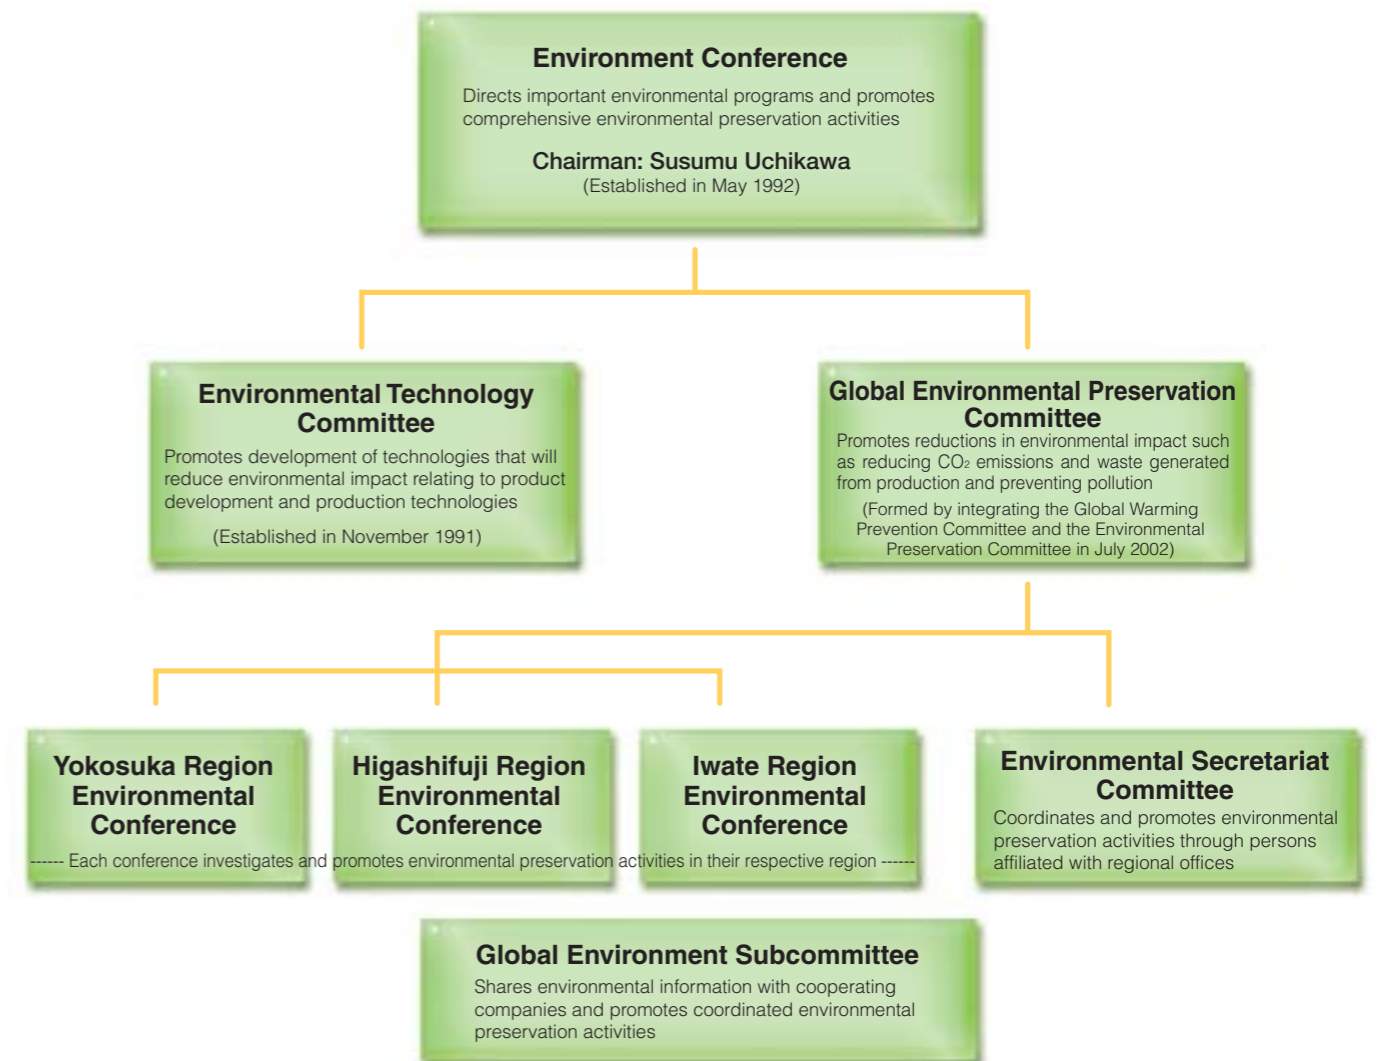 Environment Conference
Directs important environmental programs and promotes
comprehensive environmental preservation activities
Chairman: Susumu Uchikawa
(Established in May 1992)
Environmental Technology
Committee
Promotes development of technologies that will
reduce environmental impact relating to product
development and production technologies
(Established in November 1991)
Global Environmental Preservation
Committee
Promotes reductions in environmental impact such
as reducing CO₂ emissions and waste generated
from production and preventing pollution
(Formed by integrating the Global Warming
Prevention Committee and the Environmental
Preservation Committee in July 2002)
Yokosuka Region
Environmental
Conference
Higashifuji Region
Environmental
Conference
Iwate Region
Environmental
Conference
------ Each conference investigates and promotes environmental preservation activities in their respective region ------
Environmental Secretariat
Committee
Coordinates and promotes environmental
preservation activities through persons
affiliated with regional offices
Global Environment Subcommittee
Shares environmental information with cooperating
companies and promotes coordinated environmental
preservation activities